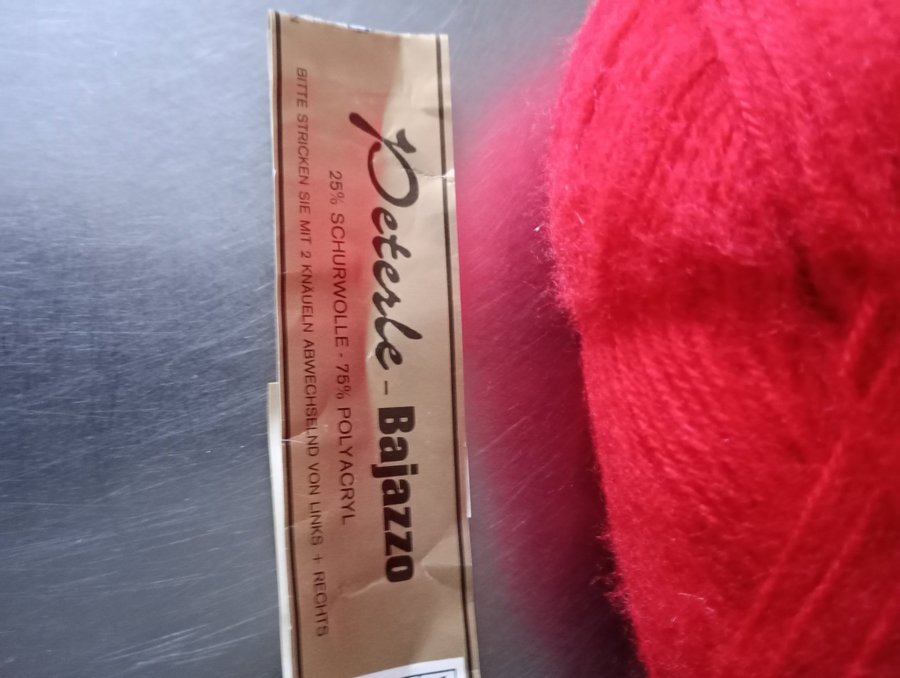 Peterle - Bajazzo
25% SCHURWOLLE - 75% POLYACRYL
BITTE STRICKEN SIE MIT 2 KNÄUELN ABWECHSELND VON LINKS + RECHTS